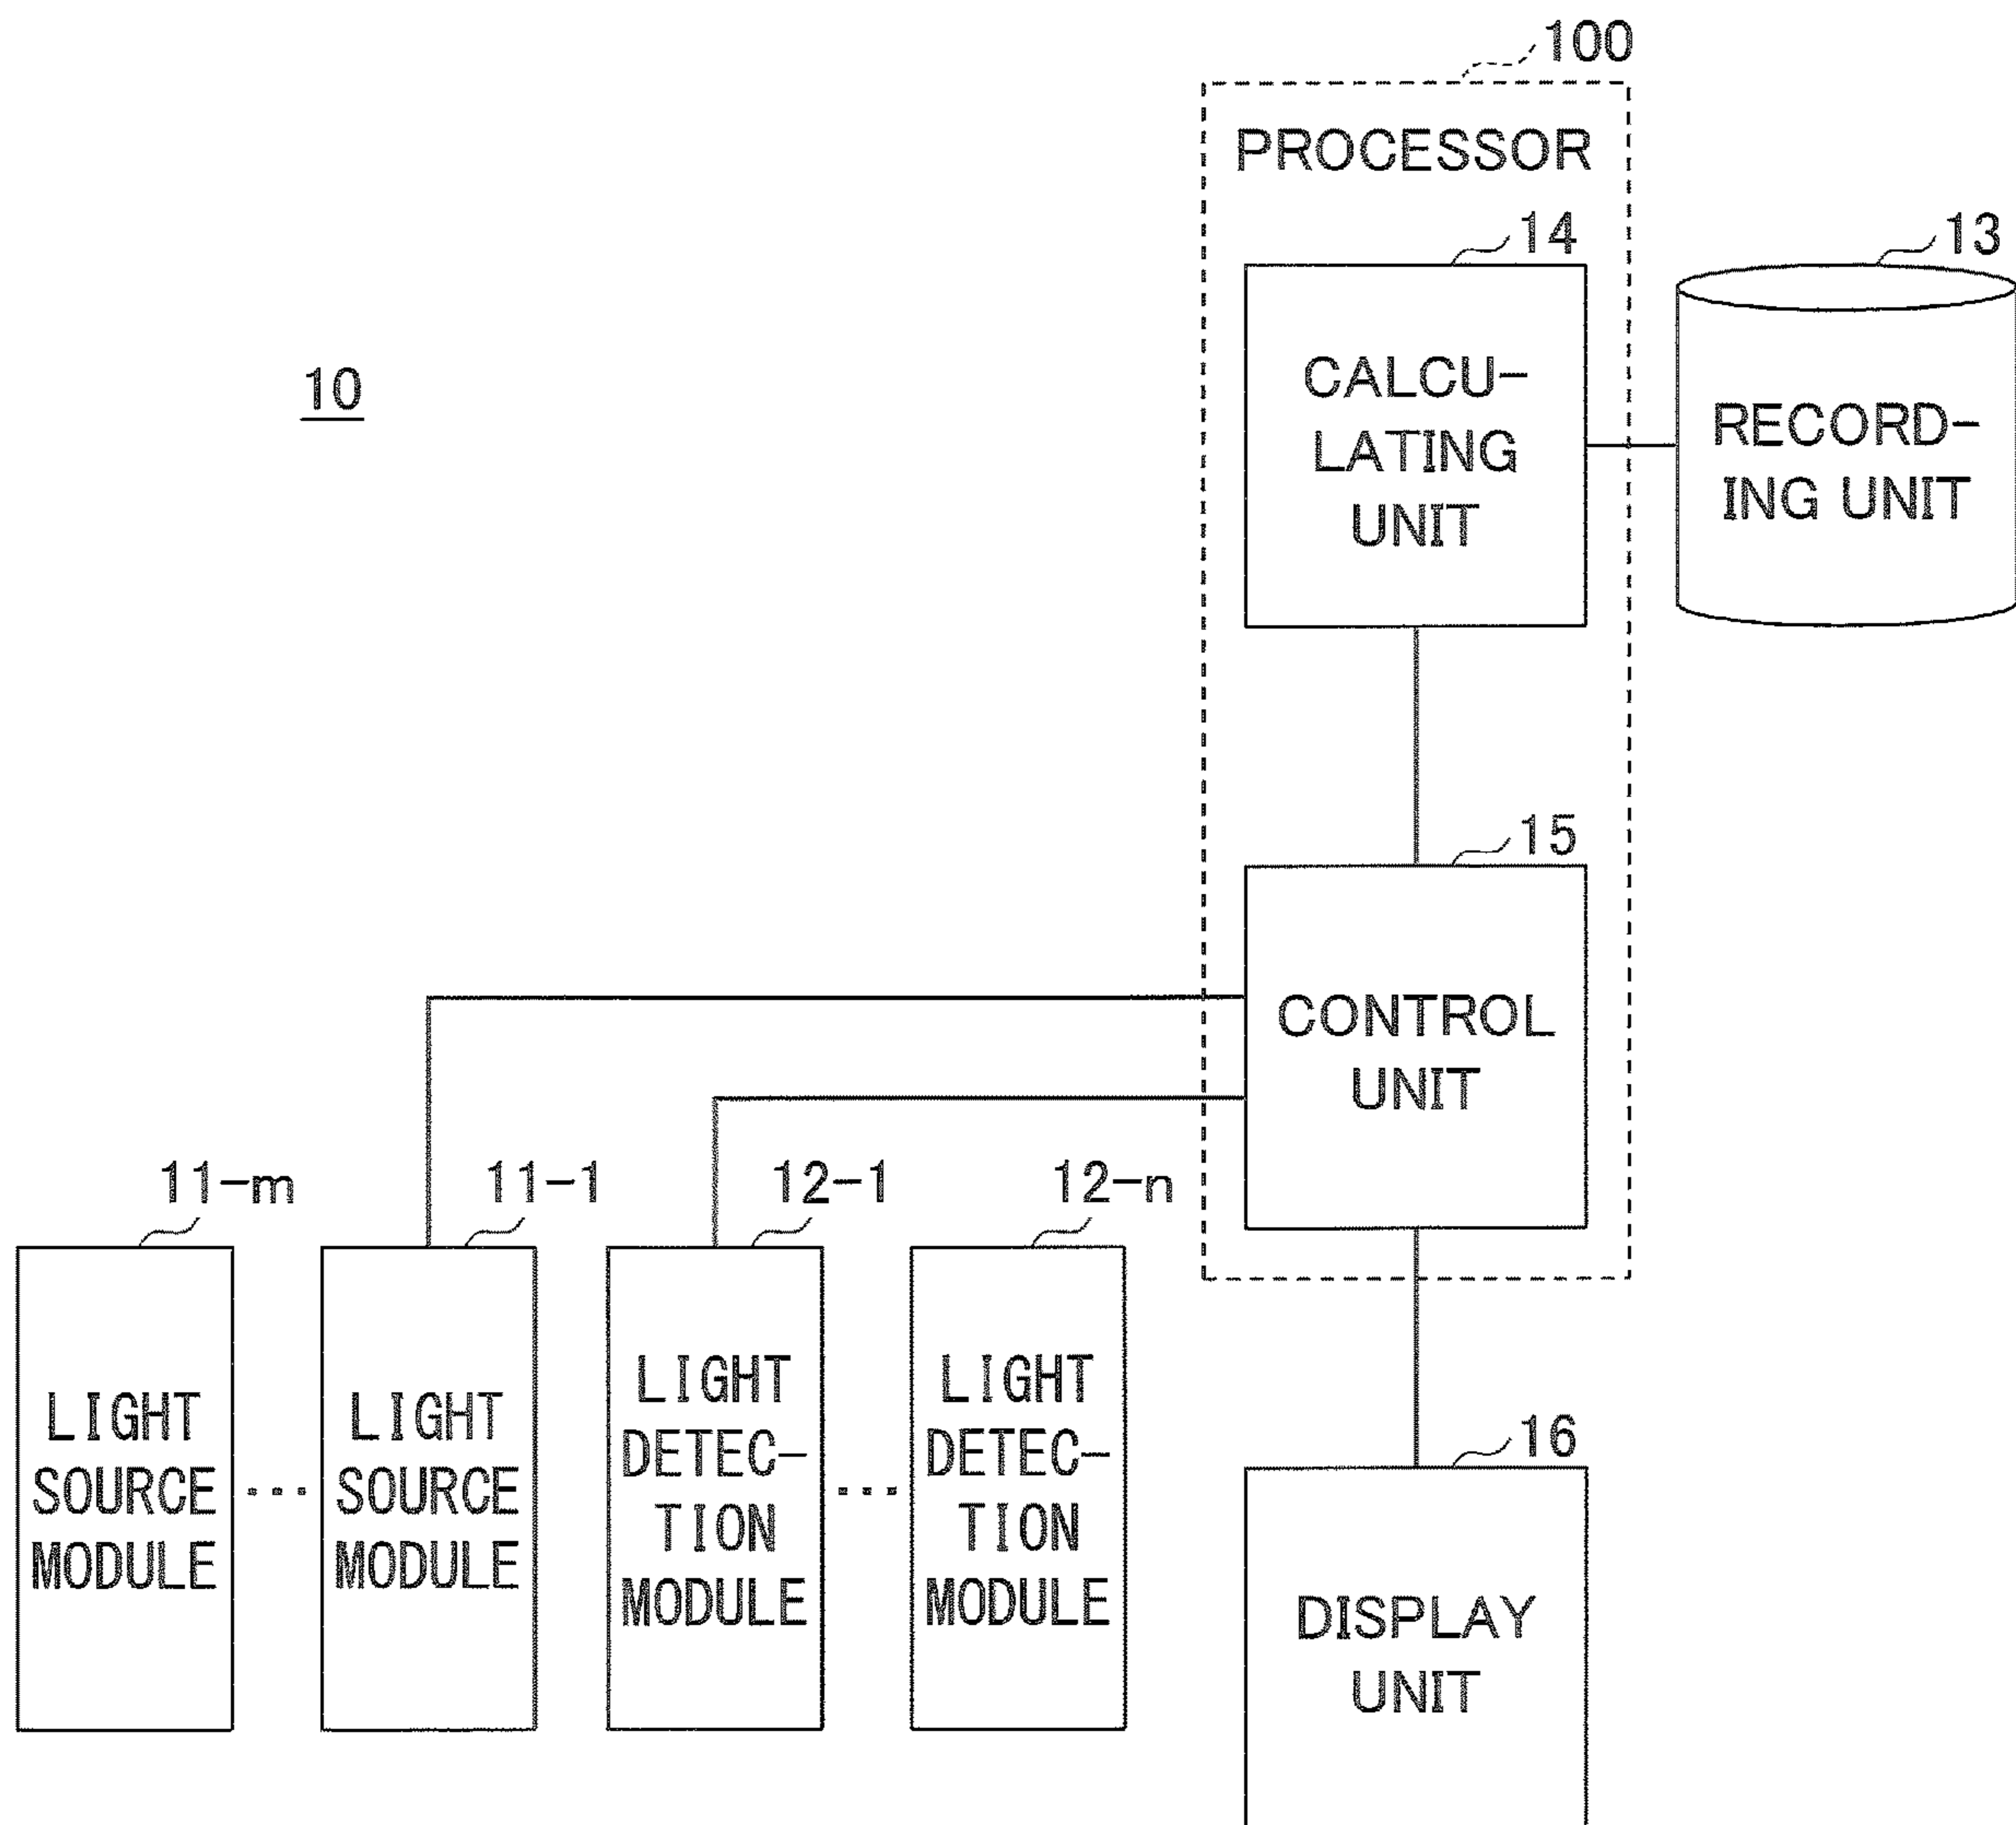 100
PROCESSOR
14
13
CALCU-
LATING
UNIT
RECORD-
ING UNIT
10
15
CONTROL
UNIT
11-m
11-1
12-1
12-n
LIGHT
SOURCE
MODULE
...
LIGHT
SOURCE
MODULE
LIGHT
DETEC-
TION
MODULE
...
LIGHT
DETEC-
TION
MODULE
16
DISPLAY
UNIT